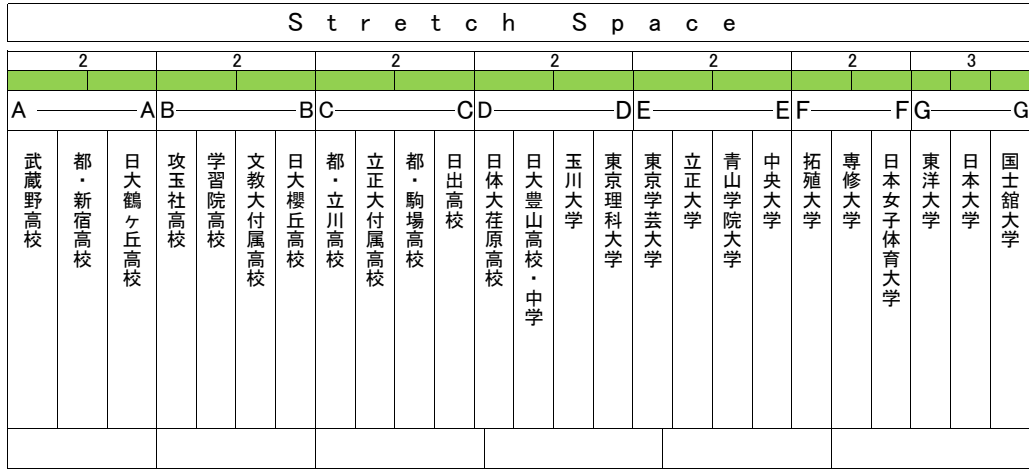 Stretch Space
2 2 2 2 2 2 3
A A B B C C D D E E F F G G
武蔵野高校
都・新宿高校
日大鶴ヶ丘高校
攻玉社高校
学習院高校
文教大付属高校
日大櫻丘高校
都・立川高校
立正大付属高校
都・駒場高校
日出高校
日体大荏原高校
日大豊山高校・中学
玉川大学
東京理科大学
東京学芸大学
立正大学
青山学院大学
中央大学
拓殖大学
専修大学
日本女子体育大学
東洋大学
日本大学
国士舘大学